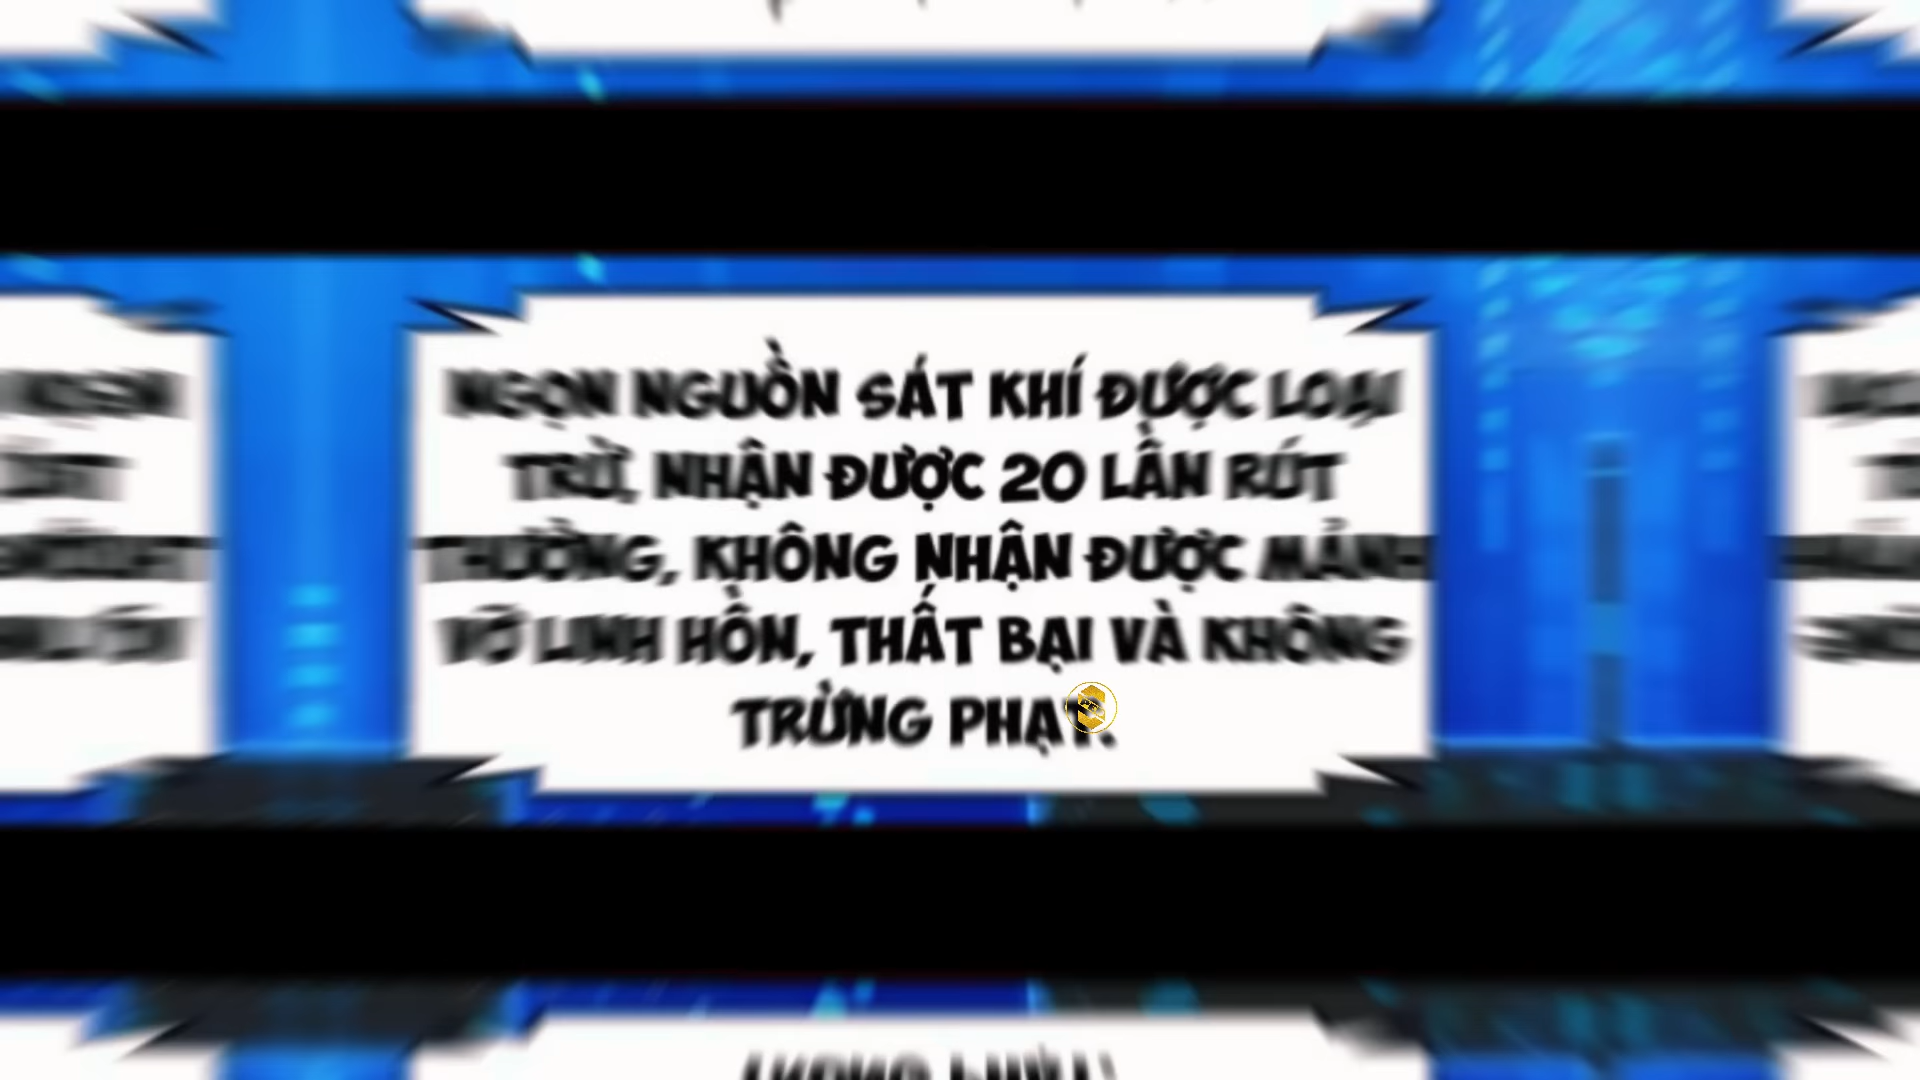 NGỌN NGUỒN SÁT KHÍ ĐƯỢC LOẠI
TRỪ, NHẬN ĐƯỢC 20 LẦN RÚT
THƯỞNG, KHÔNG NHẬN ĐƯỢC MẢNH
VỠ LINH HỒN, THẤT BẠI VÀ KHÔNG
TRỪNG PHẠT.